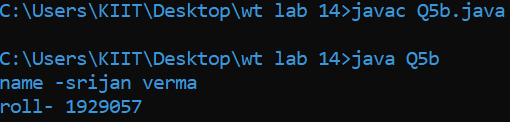 C:\Users\KIIT\Desktop\wt lab 14>javac Q5b.java
C:\Users\KIIT\Desktop\wt lab 14>java Q5b
name -srijan verma
roll- 1929057